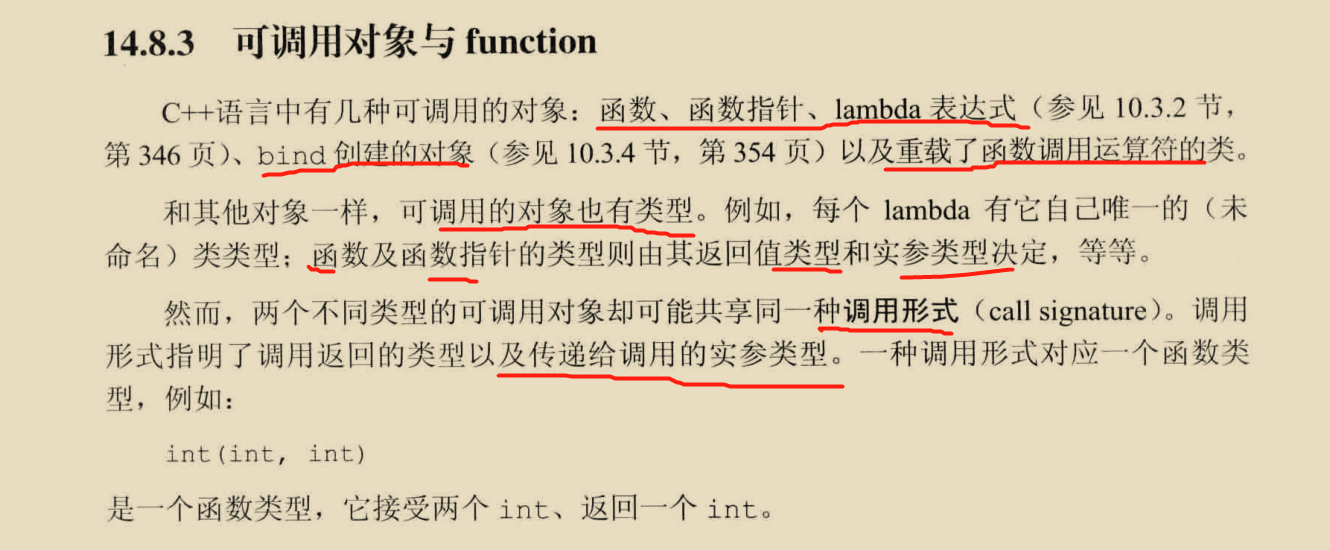 14.8.3 可调用对象与 function
C++语言中有几种可调用的对象：函数、函数指针、lambda 表达式（参见 10.3.2 节，
第 346 页）、bind 创建的对象（参见 10.3.4 节，第 354 页）以及重载了函数调用运算符的类。
和其他对象一样，可调用的对象也有类型。例如，每个 lambda 有它自己唯一的（未
命名）类类型；函数及函数指针的类型则由其返回值类型和实参类型决定，等等。
然而，两个不同类型的可调用对象却可能共享同一种调用形式（call signature）。调用
形式指明了调用返回的类型以及传递给调用的实参类型。一种调用形式对应一个函数类
型，例如：
int(int, int)
是一个函数类型，它接受两个 int、返回一个 int。